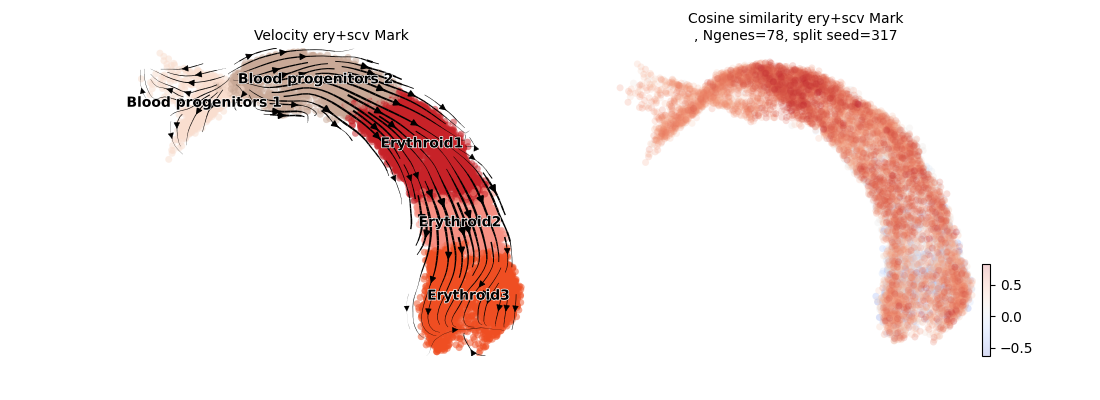 Velocity ery+scv Mark
Blood progenitors 2
Blood progenitors 1
Erythroid1
Erythroid2
Erythroid3
Cosine similarity ery+scv Mark
, Ngenes=78, split seed=317
0.5
0.0
−0.5